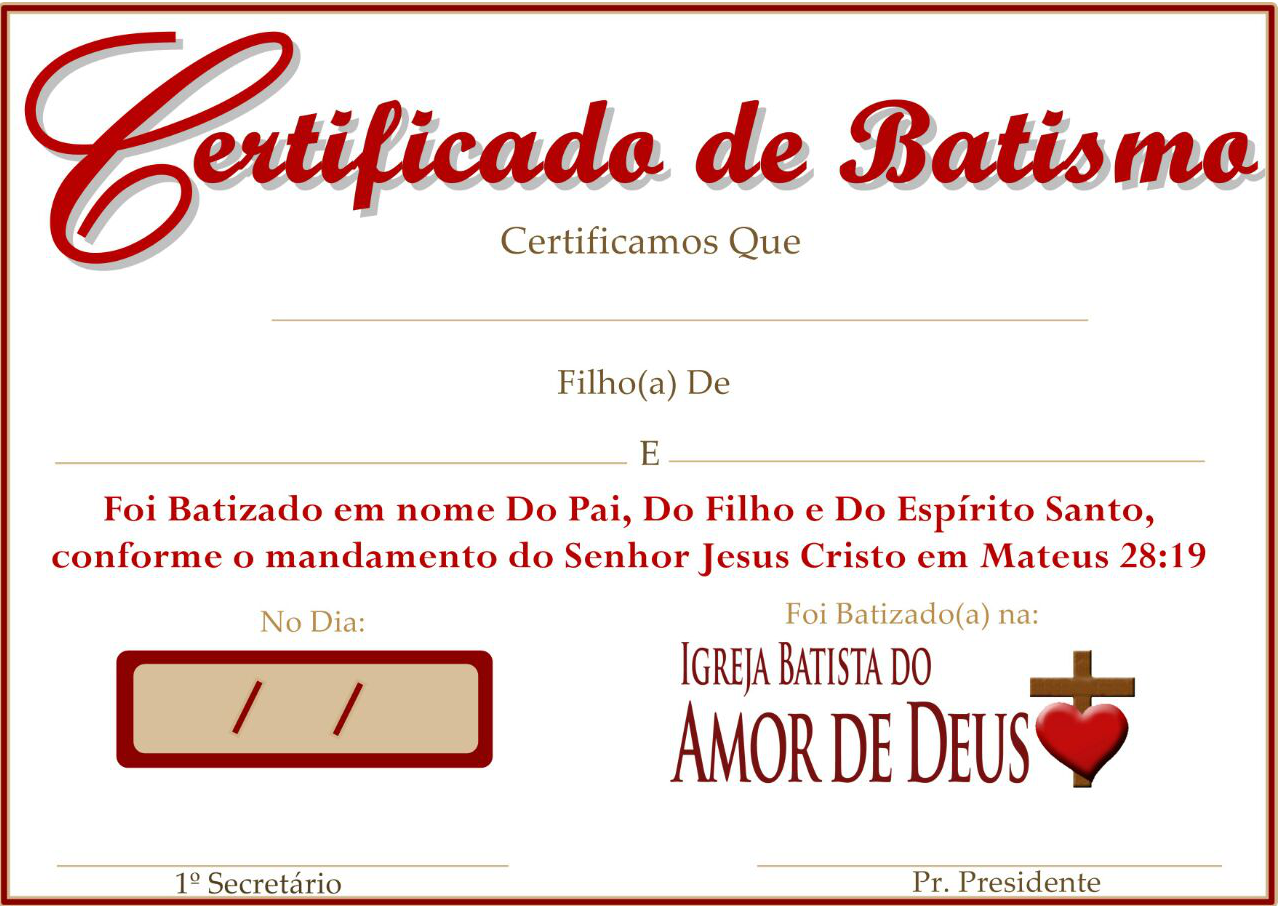 Certificado de Batismo
Certificamos Que
Filho(a) De
E
Foi Batizado em nome Do Pai, Do Filho e Do Espírito Santo,
conforme o mandamento do Senhor Jesus Cristo em Mateus 28:19
No Dia:
/ /
Foi Batizado(a) na:
IGREJA BATISTA DO
AMOR DE DEUS
1º Secretário
Pr. Presidente